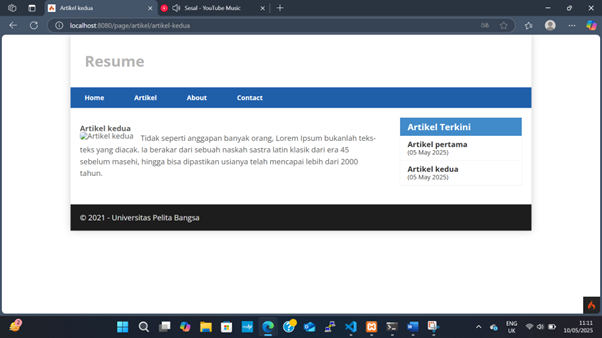 Artikel kedua
Sesal - YouTube Music
localhost:8080/page/artikel/artikel-kedua
Resume
Home Artikel About Contact
Artikel kedua
Artikel kedua Tidak seperti anggapan banyak orang, Lorem Ipsum bukanlah teks-
teks yang diacak. Ia berakar dari sebuah naskah sastra latin klasik dari era 45
sebelum masehi, hingga bisa dipastikan usianya telah mencapai lebih dari 2000
tahun.
Artikel Terkini
Artikel pertama
(05 May 2025)
Artikel kedua
(05 May 2025)
© 2021 - Universitas Pelita Bangsa
ENG
UK
11:11
10/05/2025